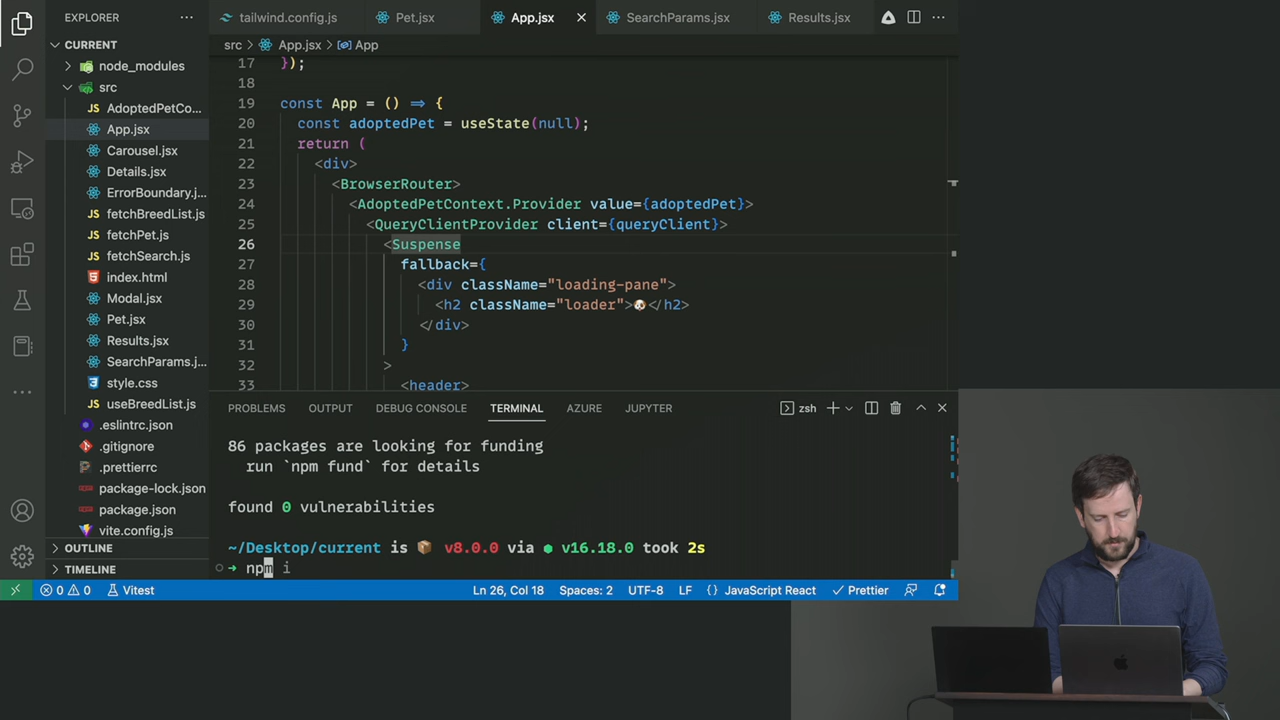 EXPLORER
tailwind.config.js Pet.jsx App.jsx SearchParams.jsx Results.jsx
CURRENT
src > App.jsx > App
node_modules
src
AdoptedPetCo...
App.jsx
Carousel.jsx
Details.jsx
ErrorBoundary.j...
fetchBreedList.js
fetchPet.js
fetchSearch.js
index.html
Modal.jsx
Pet.jsx
Results.jsx
SearchParams.j...
style.css
useBreedList.js
.eslintrc.json
.gitignore
.prettierrc
package-lock.json
package.json
vite.config.js
OUTLINE
TIMELINE
17 });
18
19 const App = () => {
20 const adoptedPet = useState(null);
21 return (
22 <div>
23 <BrowserRouter>
24 <AdoptedPetContext.Provider value={adoptedPet}>
25 <QueryClientProvider client={queryClient}>
26 <Suspense
27 fallback={
28 <div className="loading-pane">
29 <h2 className="loader">🐶</h2>
30 </div>
31 }
32 >
33 <header>
PROBLEMS OUTPUT DEBUG CONSOLE TERMINAL AZURE JUPYTER zsh
86 packages are looking for funding
run `npm fund` for details
found 0 vulnerabilities
~/Desktop/current is 📦 v8.0.0 via ⬢ v16.18.0 took 2s
→ npm i
0 0 Vitest Ln 26, Col 18 Spaces: 2 UTF-8 LF {} JavaScript React Prettier